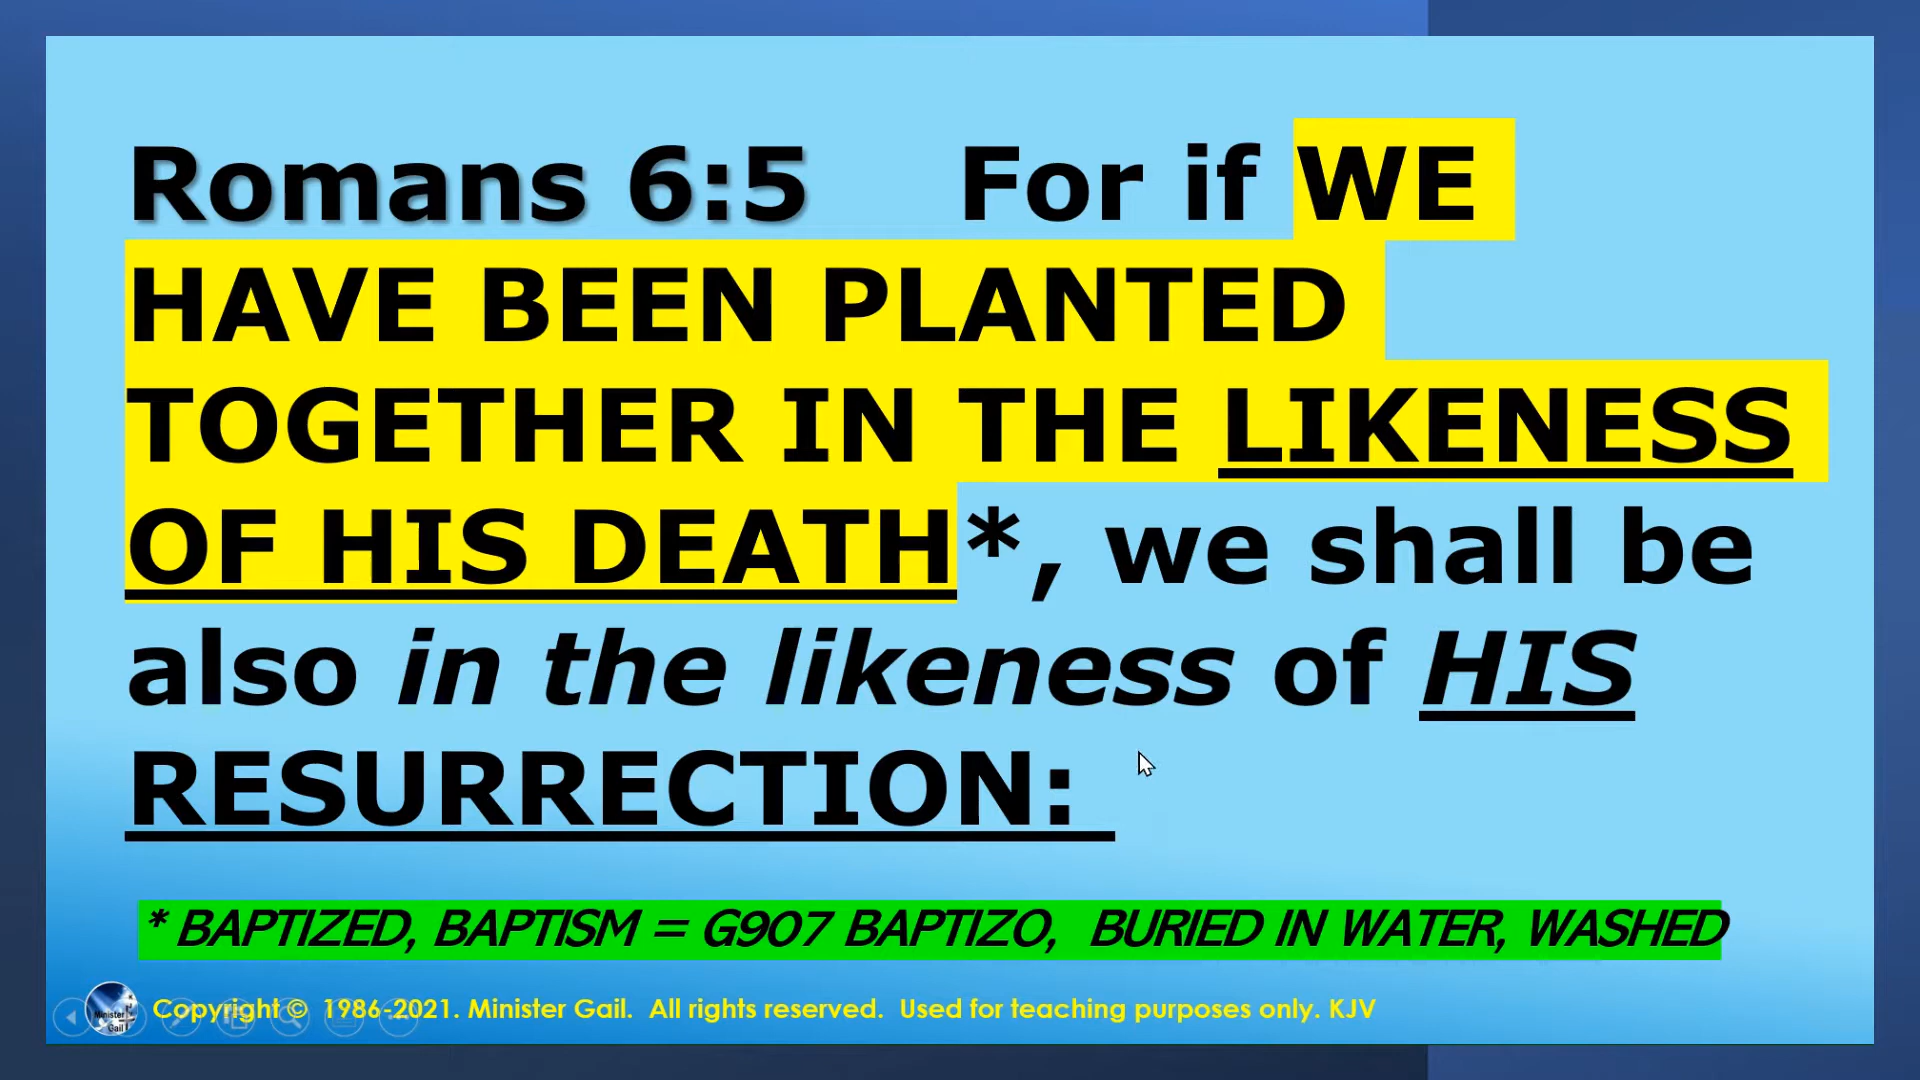 Romans 6:5 For if WE
HAVE BEEN PLANTED
TOGETHER IN THE LIKENESS
OF HIS DEATH*, we shall be
also in the likeness of HIS
RESURRECTION:
* BAPTIZED, BAPTISM = G907 BAPTIZO, BURIED IN WATER, WASHED
Minister
Gail
Copyright © 1986-2021. Minister Gail. All rights reserved. Used for teaching purposes only. KJV